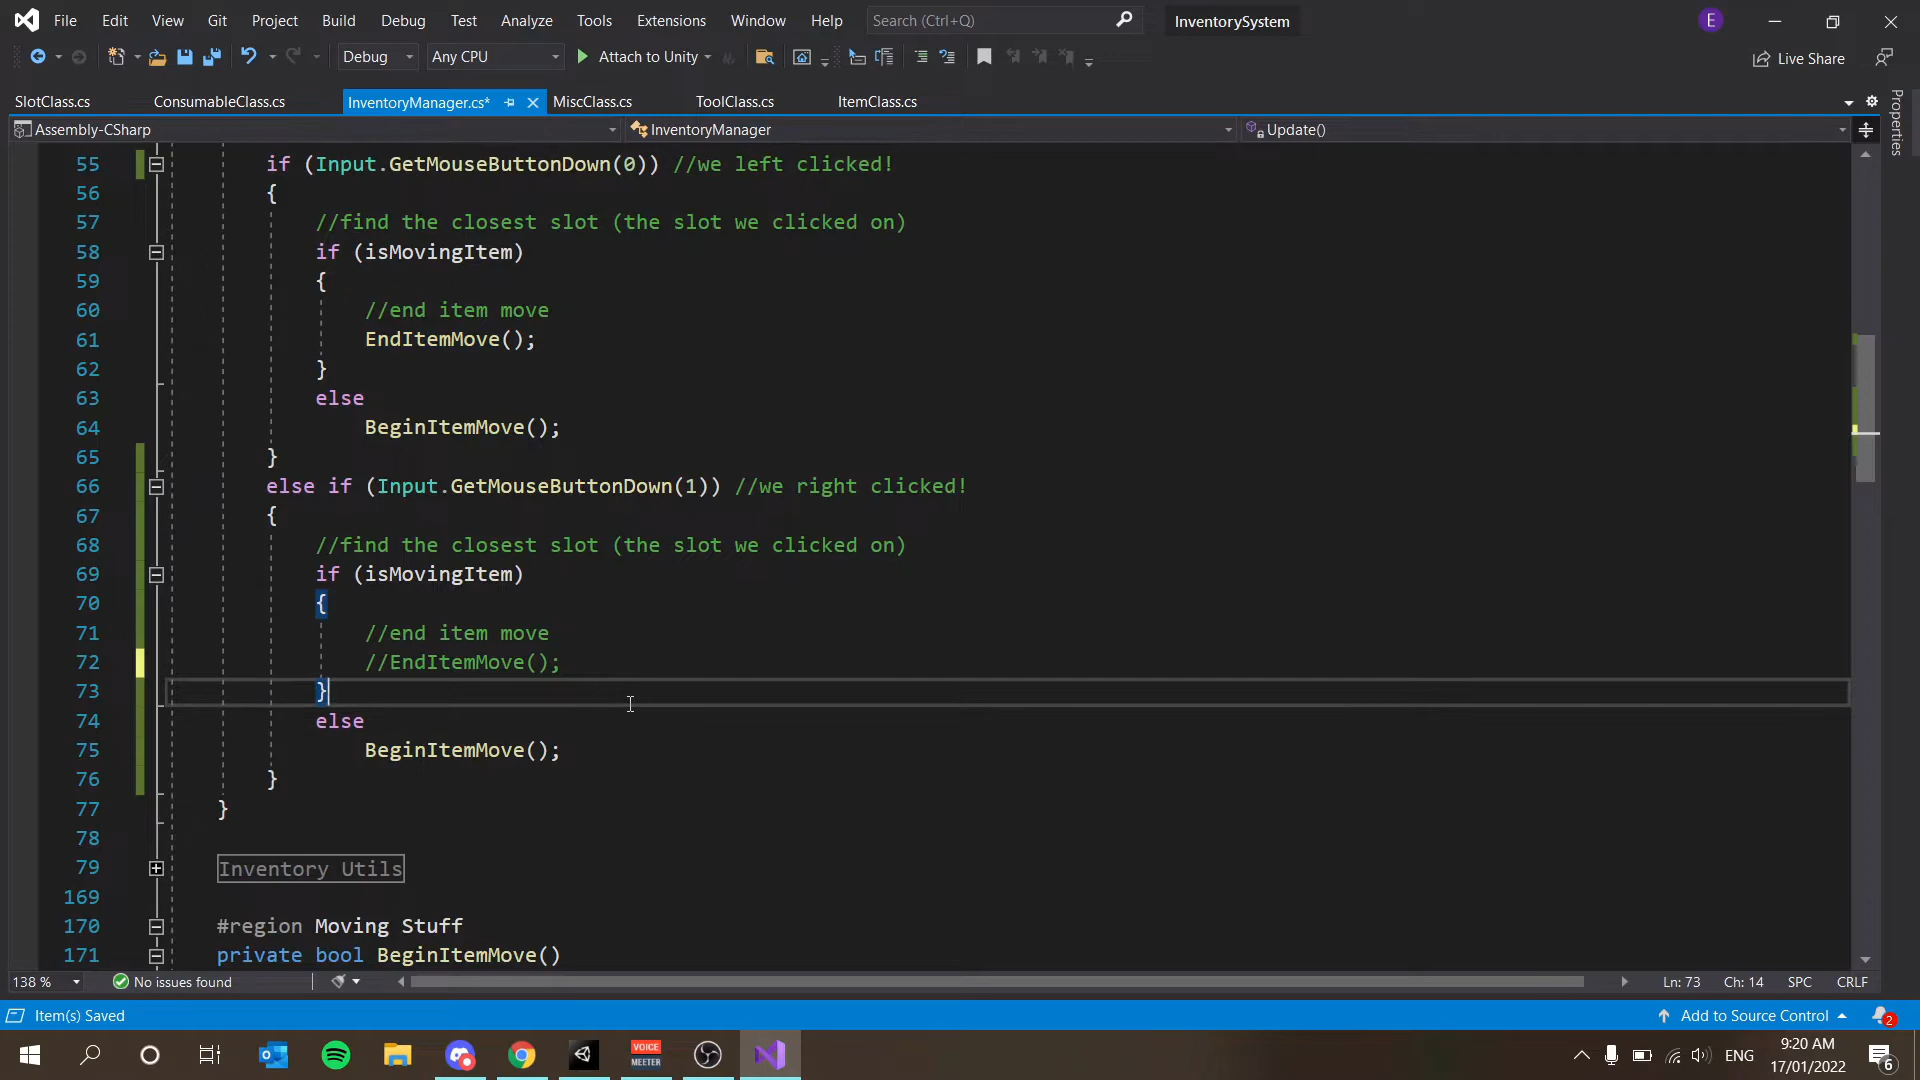 File Edit View Git Project Build Debug Test Analyze Tools Extensions Window Help Search (Ctrl+Q) InventorySystem E
Debug Any CPU Attach to Unity Live Share
SlotClass.cs ConsumableClass.cs InventoryManager.cs* MiscClass.cs ToolClass.cs ItemClass.cs
Properties
Assembly-CSharp InventoryManager Update()
55 if (Input.GetMouseButtonDown(0)) //we left clicked!
56 {
57 //find the closest slot (the slot we clicked on)
58 if (isMovingItem)
59 {
60 //end item move
61 EndItemMove();
62 }
63 else
64 BeginItemMove();
65 }
66 else if (Input.GetMouseButtonDown(1)) //we right clicked!
67 {
68 //find the closest slot (the slot we clicked on)
69 if (isMovingItem)
70 {
71 //end item move
72 //EndItemMove();
73 }
74 else
75 BeginItemMove();
76 }
77 }
78
79 Inventory Utils
169
170 #region Moving Stuff
171 private bool BeginItemMove()
138 % No issues found Ln: 73 Ch: 14 SPC CRLF
Item(s) Saved Add to Source Control 2
VOICE MEETER ENG 9:20 AM
17/01/2022 6